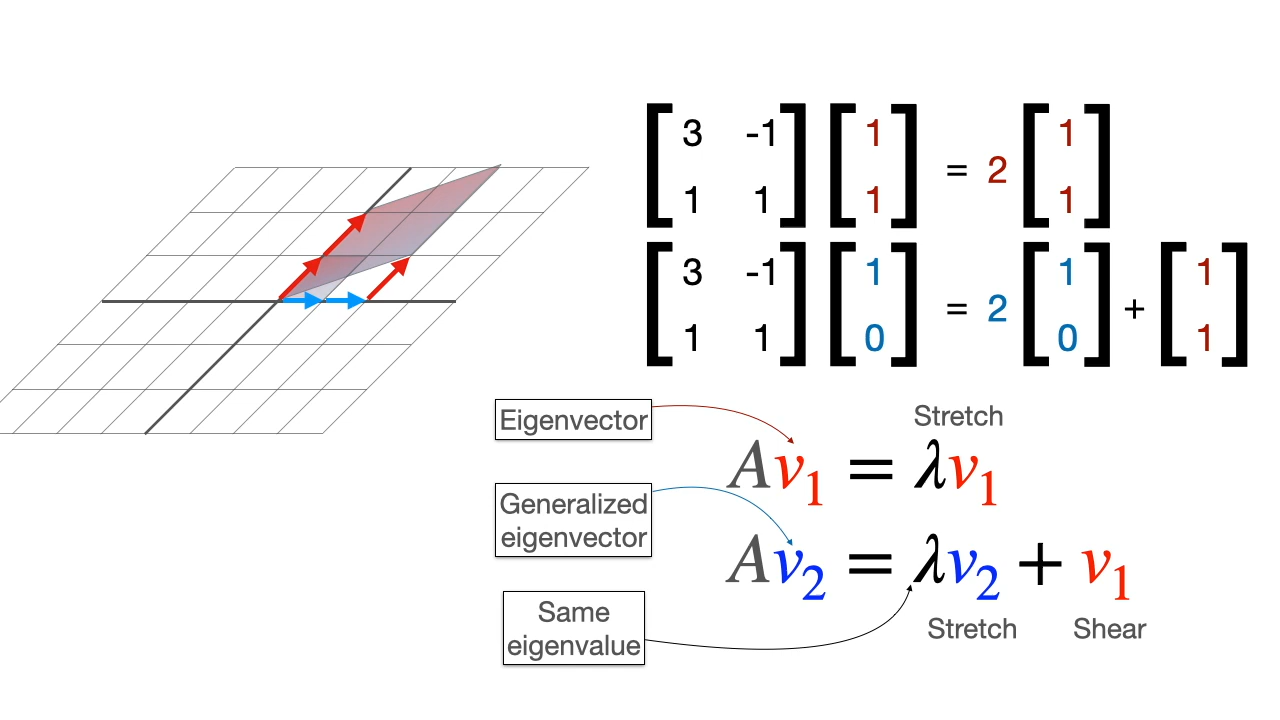 [3 -1] [1] = 2 [1]
[1 1] [1] [1]
[3 -1] [1] = 2 [1] + [1]
[1 1] [0] [0] [1]
Stretch
Eigenvector
Av₁ = λv₁
Generalized
eigenvector
Av₂ = λv₂ + v₁
Same
eigenvalue
Stretch Shear